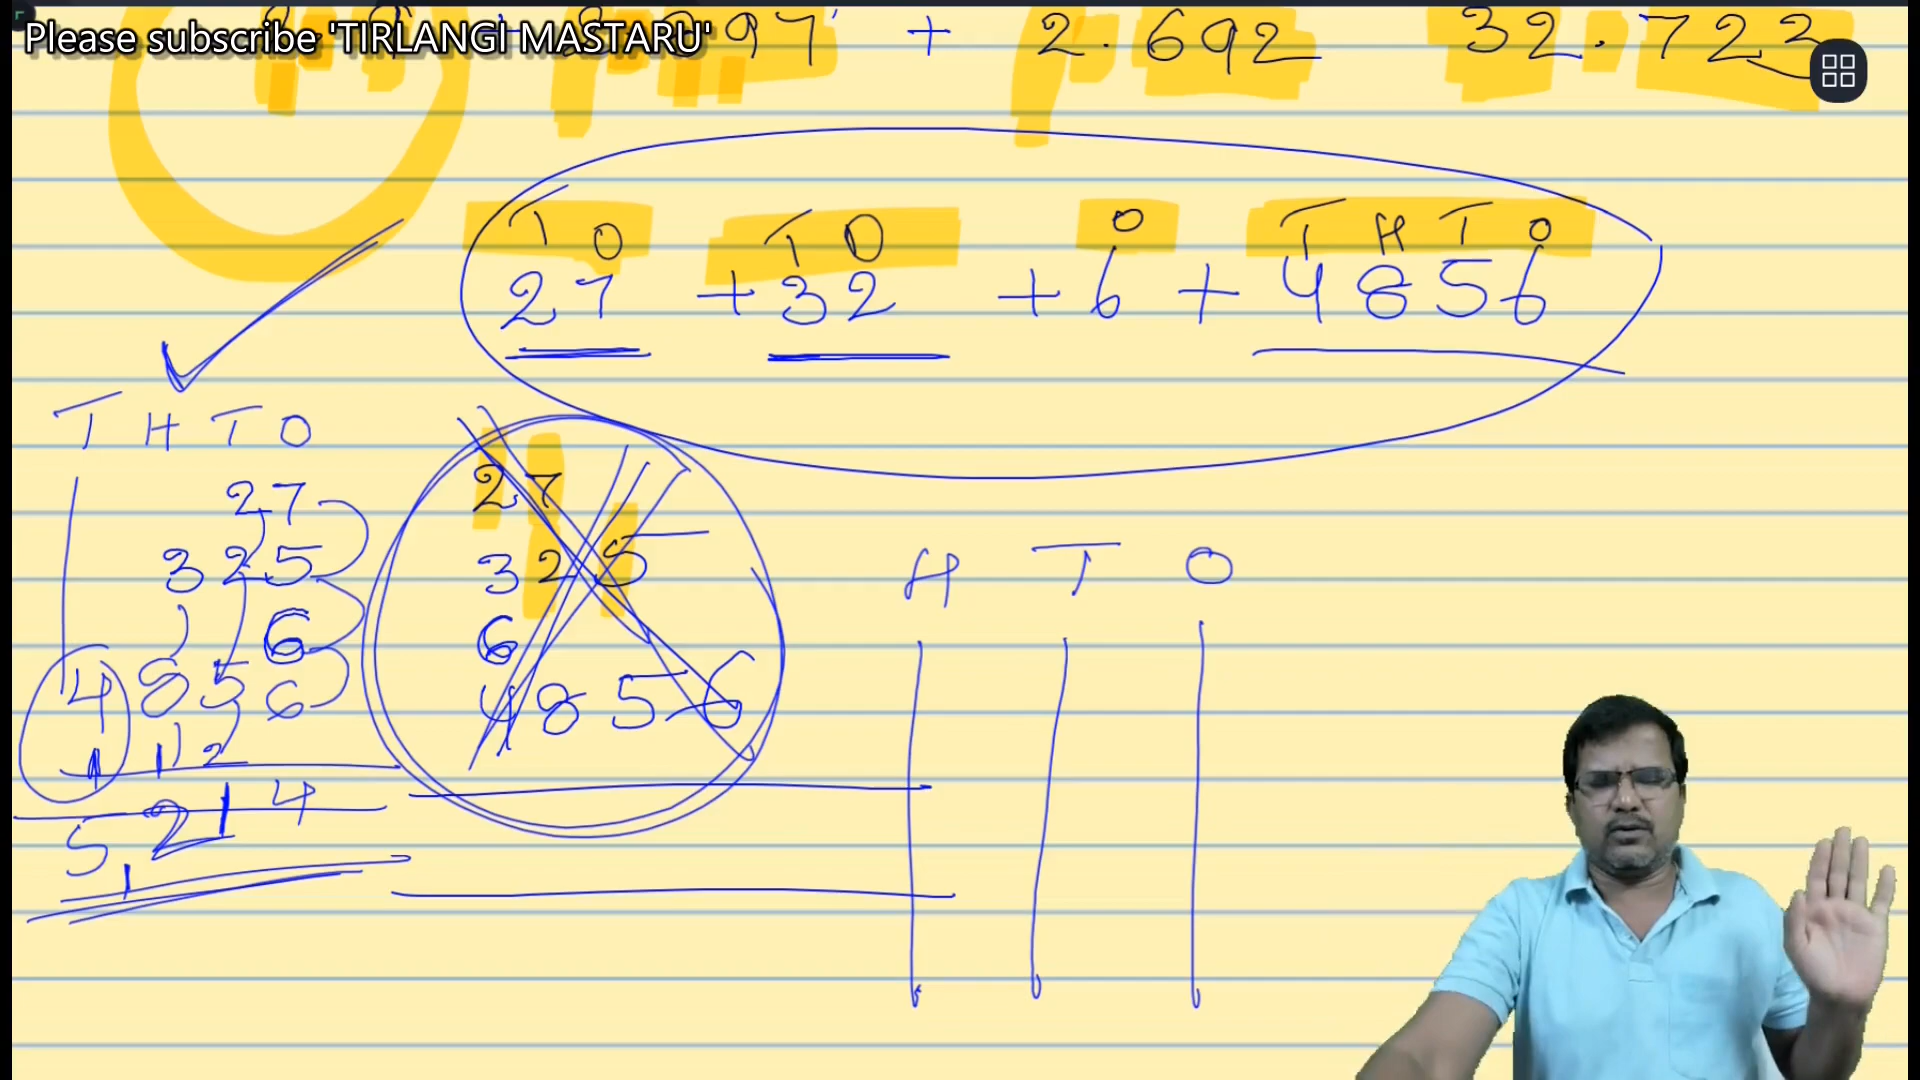 Please subscribe 'TIRLANGI MASTARU'
97 + 2.692 32.722
T O T O O T H T O
27 + 32 + 6 + 4856
T H T O
27
325
6
4856
1 1 2
5,214
27
325
6
4856
H T O